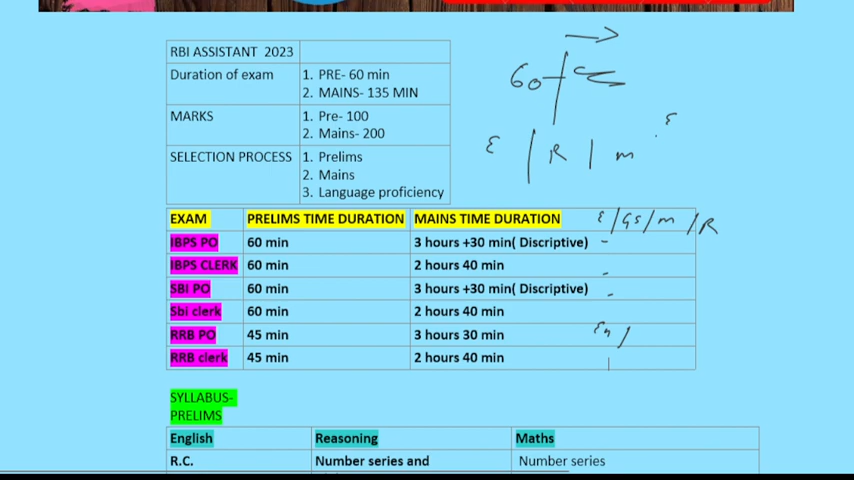 RBI ASSISTANT 2023
Duration of exam 1. PRE- 60 min
2. MAINS- 135 MIN
60
MARKS 1. Pre- 100
2. Mains- 200
SELECTION PROCESS 1. Prelims
2. Mains
3. Language proficiency
E / R / m
EXAM PRELIMS TIME DURATION MAINS TIME DURATION E/GS/m/R
IBPS PO 60 min 3 hours +30 min( Discriptive)
IBPS CLERK 60 min 2 hours 40 min
SBI PO 60 min 3 hours +30 min( Discriptive)
Sbi clerk 60 min 2 hours 40 min
RRB PO 45 min 3 hours 30 min
RRB clerk 45 min 2 hours 40 min
SYLLABUS-
PRELIMS
English Reasoning Maths
R.C. Number series and Number series